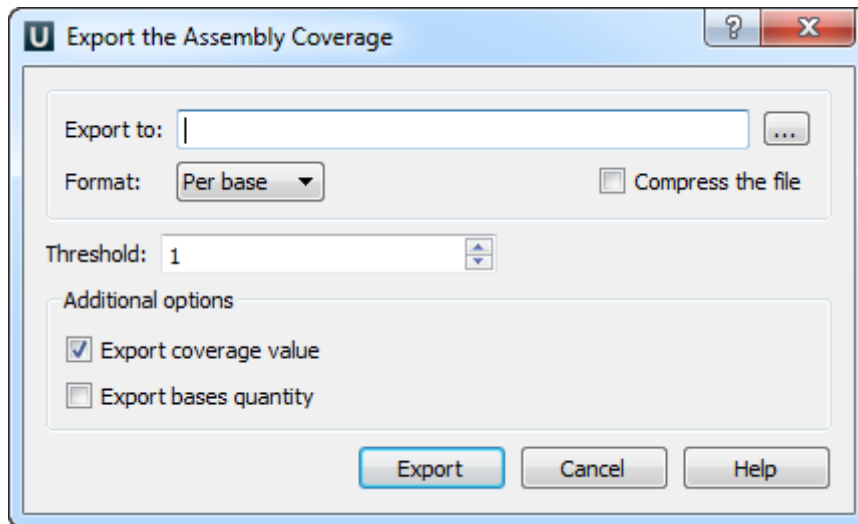 U Export the Assembly Coverage ? X
Export to: ...
Format: Per base Compress the file
Threshold: 1
Additional options
Export coverage value
Export bases quantity
Export Cancel Help